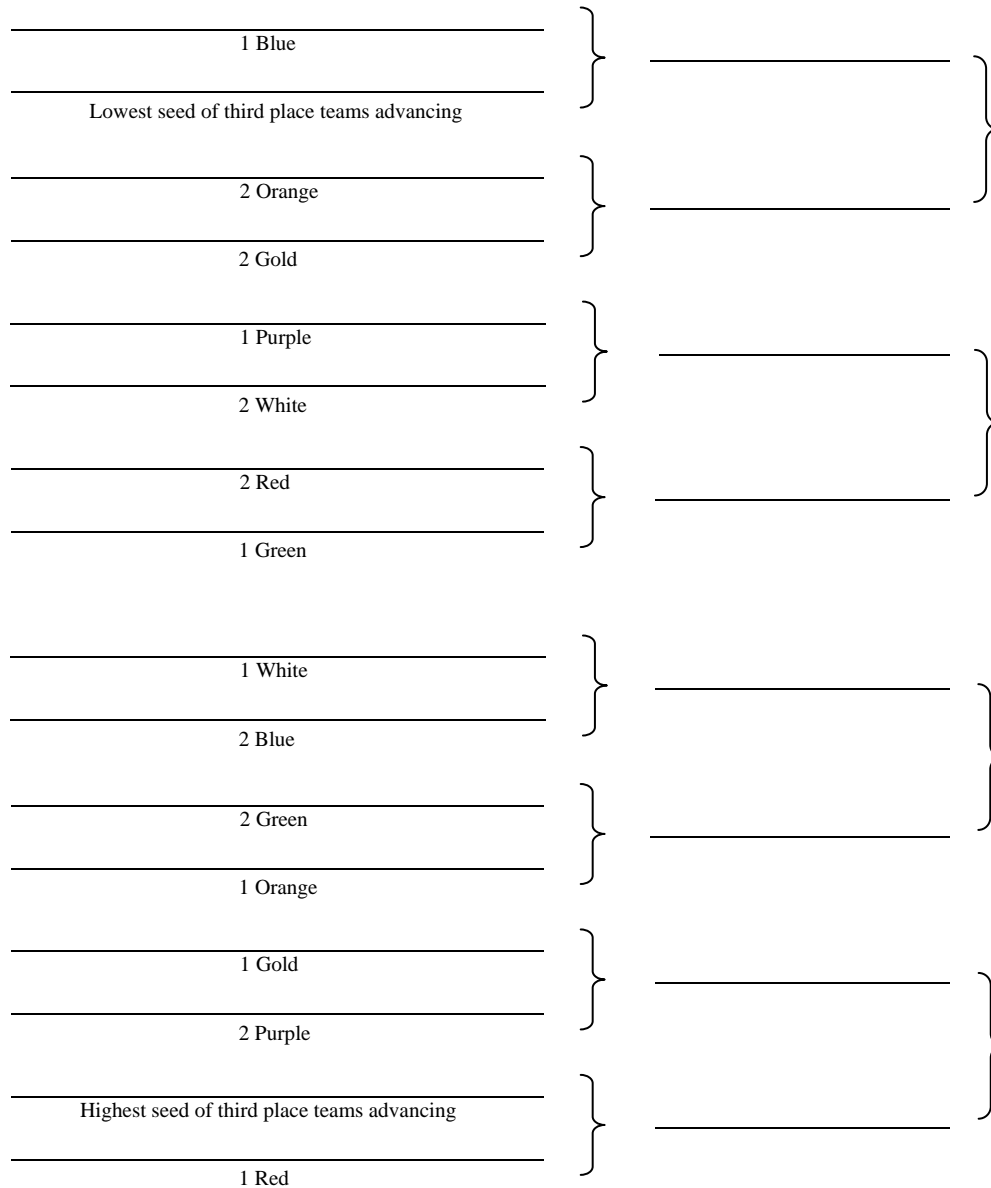 1 Blue
Lowest seed of third place teams advancing
2 Orange
2 Gold
1 Purple
2 White
2 Red
1 Green
1 White
2 Blue
2 Green
1 Orange
1 Gold
2 Purple
Highest seed of third place teams advancing
1 Red